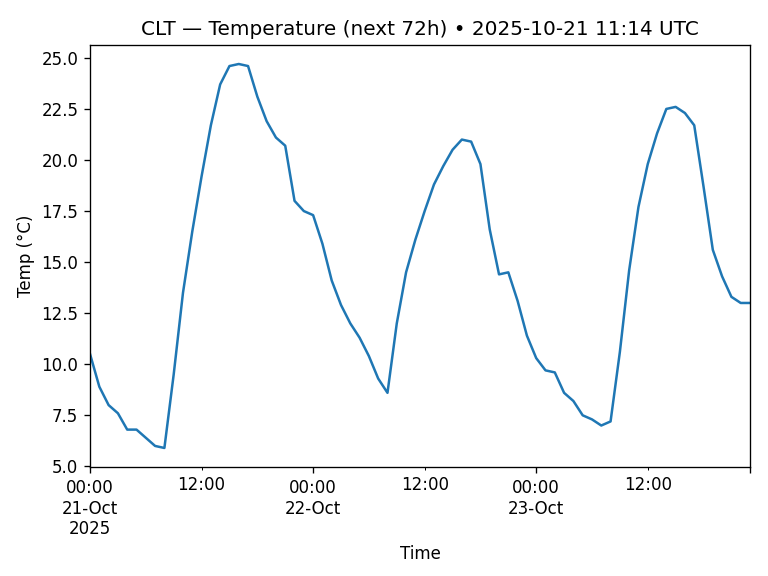 CLT — Temperature (next 72h) • 2025-10-21 11:14 UTC
25.0
22.5
20.0
17.5
15.0
12.5
10.0
7.5
5.0
Temp (°C)
00:00 12:00 00:00 12:00 00:00 12:00
21-Oct 22-Oct 23-Oct
2025
Time